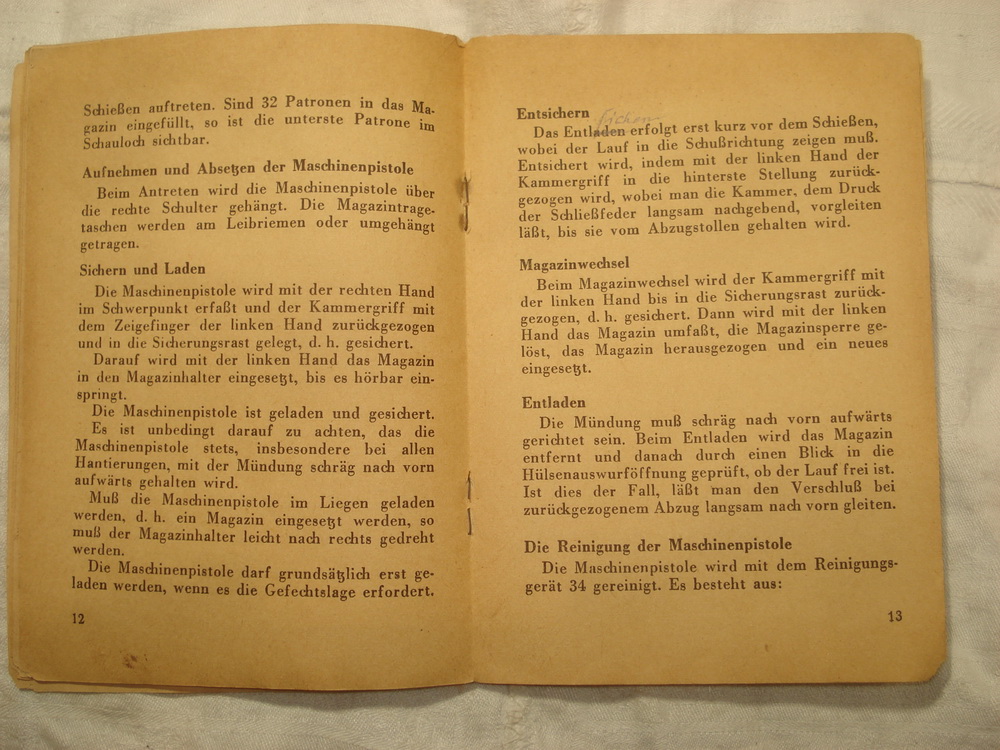 Schießen auftreten. Sind 32 Patronen in das Ma-
gazin eingefüllt, so ist die unterste Patrone im
Schauloch sichtbar.
Aufnehmen und Absetzen der Maschinenpistole
Beim Antreten wird die Maschinenpistole über
die rechte Schulter gehängt. Die Magazintrage-
taschen werden am Leibriemen oder umgehängt
getragen.
Sichern und Laden
Die Maschinenpistole wird mit der rechten Hand
im Schwerpunkt erfaßt und der Kammergriff mit
dem Zeigefinger der linken Hand zurückgezogen
und in die Sicherungsrast gelegt, d. h. gesichert.
Darauf wird mit der linken Hand das Magazin
in den Magazinhalter eingesetzt, bis es hörbar ein-
springt.
Die Maschinenpistole ist geladen und gesichert.
Es ist unbedingt darauf zu achten, das die
Maschinenpistole stets, insbesondere bei allen
Hantierungen, mit der Mündung schräg nach vorn
aufwärts gehalten wird.
Muß die Maschinenpistole im Liegen geladen
werden, d. h. ein Magazin eingesetzt werden, so
muß der Magazinhalter leicht nach rechts gedreht
werden.
Die Maschinenpistole darf grundsätzlich erst ge-
laden werden, wenn es die Gefechtslage erfordert.
12
Entsichern
sichern
Das Entladen erfolgt erst kurz vor dem Schießen,
wobei der Lauf in die Schußrichtung zeigen muß.
Entsichert wird, indem mit der linken Hand der
Kammergriff in die hinterste Stellung zurück-
gezogen wird, wobei man die Kammer, dem Druck
der Schließfeder langsam nachgebend, vorgleiten
läßt, bis sie vom Abzugstollen gehalten wird.
Magazinwechsel
Beim Magazinwechsel wird der Kammergriff mit
der linken Hand bis in die Sicherungsrast zurück-
gezogen, d. h. gesichert. Dann wird mit der linken
Hand das Magazin umfaßt, die Magazinsperre ge-
löst, das Magazin herausgezogen und ein neues
eingesetzt.
Entladen
Die Mündung muß schräg nach vorn aufwärts
gerichtet sein. Beim Entladen wird das Magazin
entfernt und danach durch einen Blick in die
Hülsenauswurföffnung geprüft, ob der Lauf frei ist.
Ist dies der Fall, läßt man den Verschluß bei
zurückgezogenem Abzug langsam nach vorn gleiten.
Die Reinigung der Maschinenpistole
Die Maschinenpistole wird mit dem Reinigungs-
gerät 34 gereinigt. Es besteht aus:
13